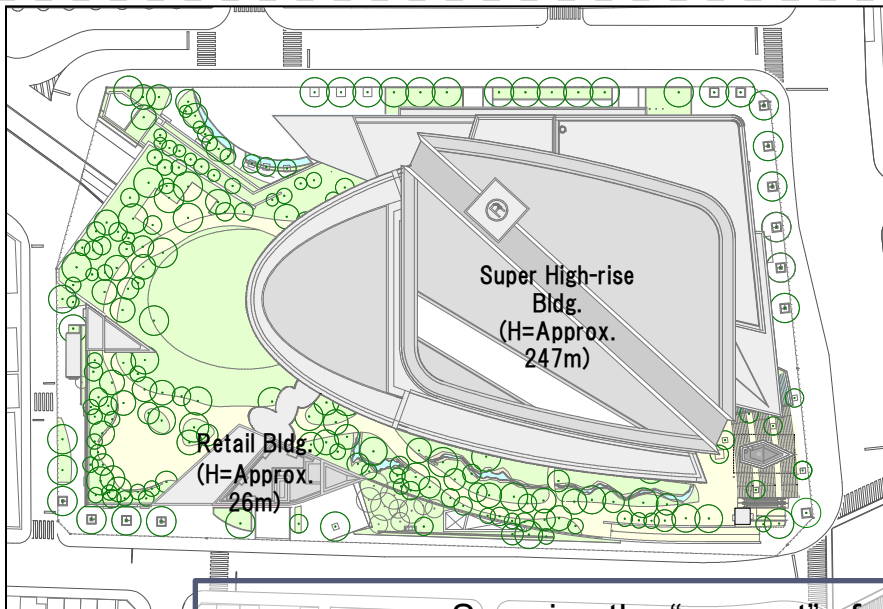 Super High-rise
Bldg.
(H=Approx.
247m)
Retail Bldg.
(H=Approx.
26m)